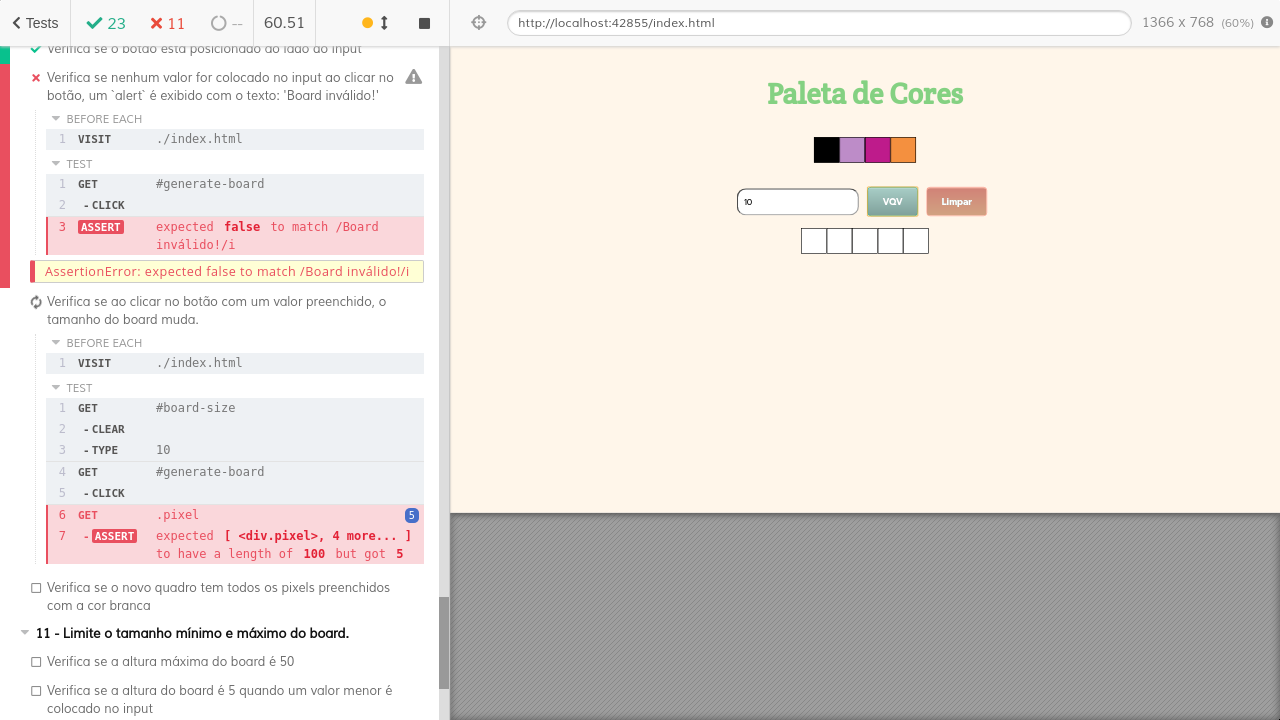 Tests
23
11
--
60.51
http://localhost:42855/index.html
1366 x 768 (60%)
Verifica se o botão está posicionado ao lado do input
Verifica se nenhum valor for colocado no input ao clicar no
botão, um `alert` é exibido com o texto: 'Board inválido!'
BEFORE EACH
1 VISIT ./index.html
TEST
1 GET #generate-board
2 - CLICK
3 ASSERT expected false to match /Board
inválido!/i
AssertionError: expected false to match /Board inválido!/i
Verifica se ao clicar no botão com um valor preenchido, o
tamanho do board muda.
BEFORE EACH
1 VISIT ./index.html
TEST
1 GET #board-size
2 - CLEAR
3 - TYPE 10
4 GET #generate-board
5 - CLICK
6 GET .pixel 5
7 - ASSERT expected [ <div.pixel>, 4 more... ]
to have a length of 100 but got 5
Verifica se o novo quadro tem todos os pixels preenchidos
com a cor branca
11 - Limite o tamanho mínimo e máximo do board.
Verifica se a altura máxima do board é 50
Verifica se a altura do board é 5 quando um valor menor é
colocado no input
Paleta de Cores
10
VQV
Limpar